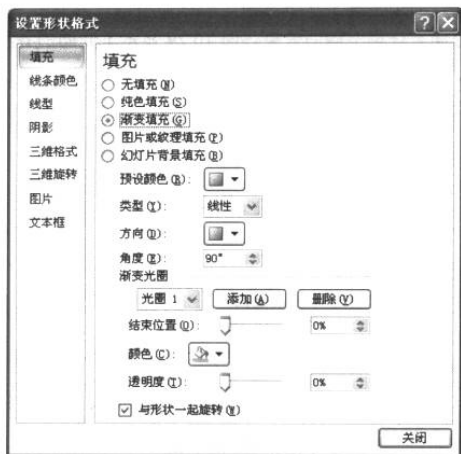 设置形状格式
填充
线条颜色
线型
阴影
三维格式
三维旋转
图片
文本框
填充
无填充(N)
纯色填充(S)
渐变填充(G)
图片或纹理填充(P)
幻灯片背景填充(B)
预设颜色(R):
类型(Y): 线性
方向(D):
角度(E): 90°
渐变光圈
光圈 1 添加(A) 删除(V)
结束位置(O): 0%
颜色(C):
透明度(T): 0%
与形状一起旋转(W)
关闭